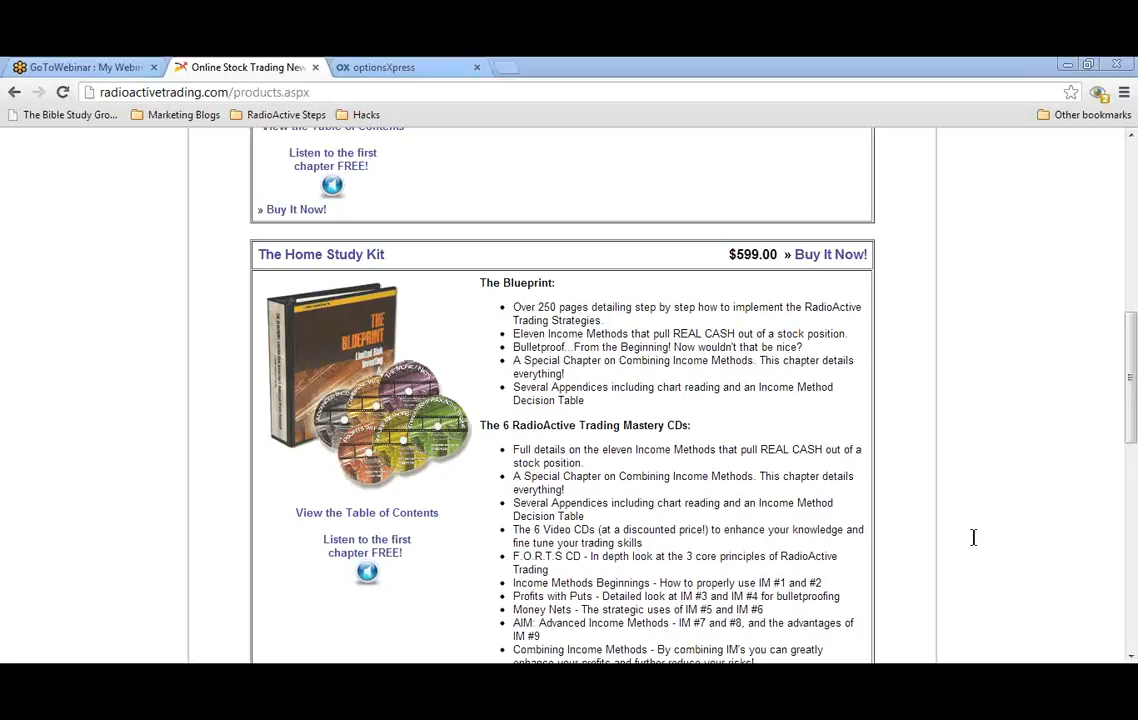 GoToWebinar : My Webin
Online Stock Trading New
optionsXpress
radioactivetrading.com/products.aspx
The Bible Study Gro...
Marketing Blogs
RadioActive Steps
Hacks
Other bookmarks
View the Table of Contents
Listen to the first
chapter FREE!
» Buy It Now!
The Home Study Kit
$599.00 » Buy It Now!
THE
BLUEPRINT
The Blueprint:
• Over 250 pages detailing step by step how to implement the RadioActive
Trading Strategies.
• Eleven Income Methods that pull REAL CASH out of a stock position.
• Bulletproof...From the Beginning! Now wouldn't that be nice?
• A Special Chapter on Combining Income Methods. This chapter details
everything!
• Several Appendices including chart reading and an Income Method
Decision Table
The 6 RadioActive Trading Mastery CDs:
• Full details on the eleven Income Methods that pull REAL CASH out of a
stock position.
• A Special Chapter on Combining Income Methods. This chapter details
everything!
• Several Appendices including chart reading and an Income Method
Decision Table
• The 6 Video CDs (at a discounted price!) to enhance your knowledge and
fine tune your trading skills
• F.O.R.T.S CD - In depth look at the 3 core principles of RadioActive
Trading
• Income Methods Beginnings - How to properly use IM #1 and #2
• Profits with Puts - Detailed look at IM #3 and IM #4 for bulletproofing
• Money Nets - The strategic uses of IM #5 and IM #6
• AIM: Advanced Income Methods - IM #7 and #8, and the advantages of
IM #9
• Combining Income Methods - By combining IM's you can greatly
enhance your profits and further reduce your risks!
View the Table of Contents
Listen to the first
chapter FREE!